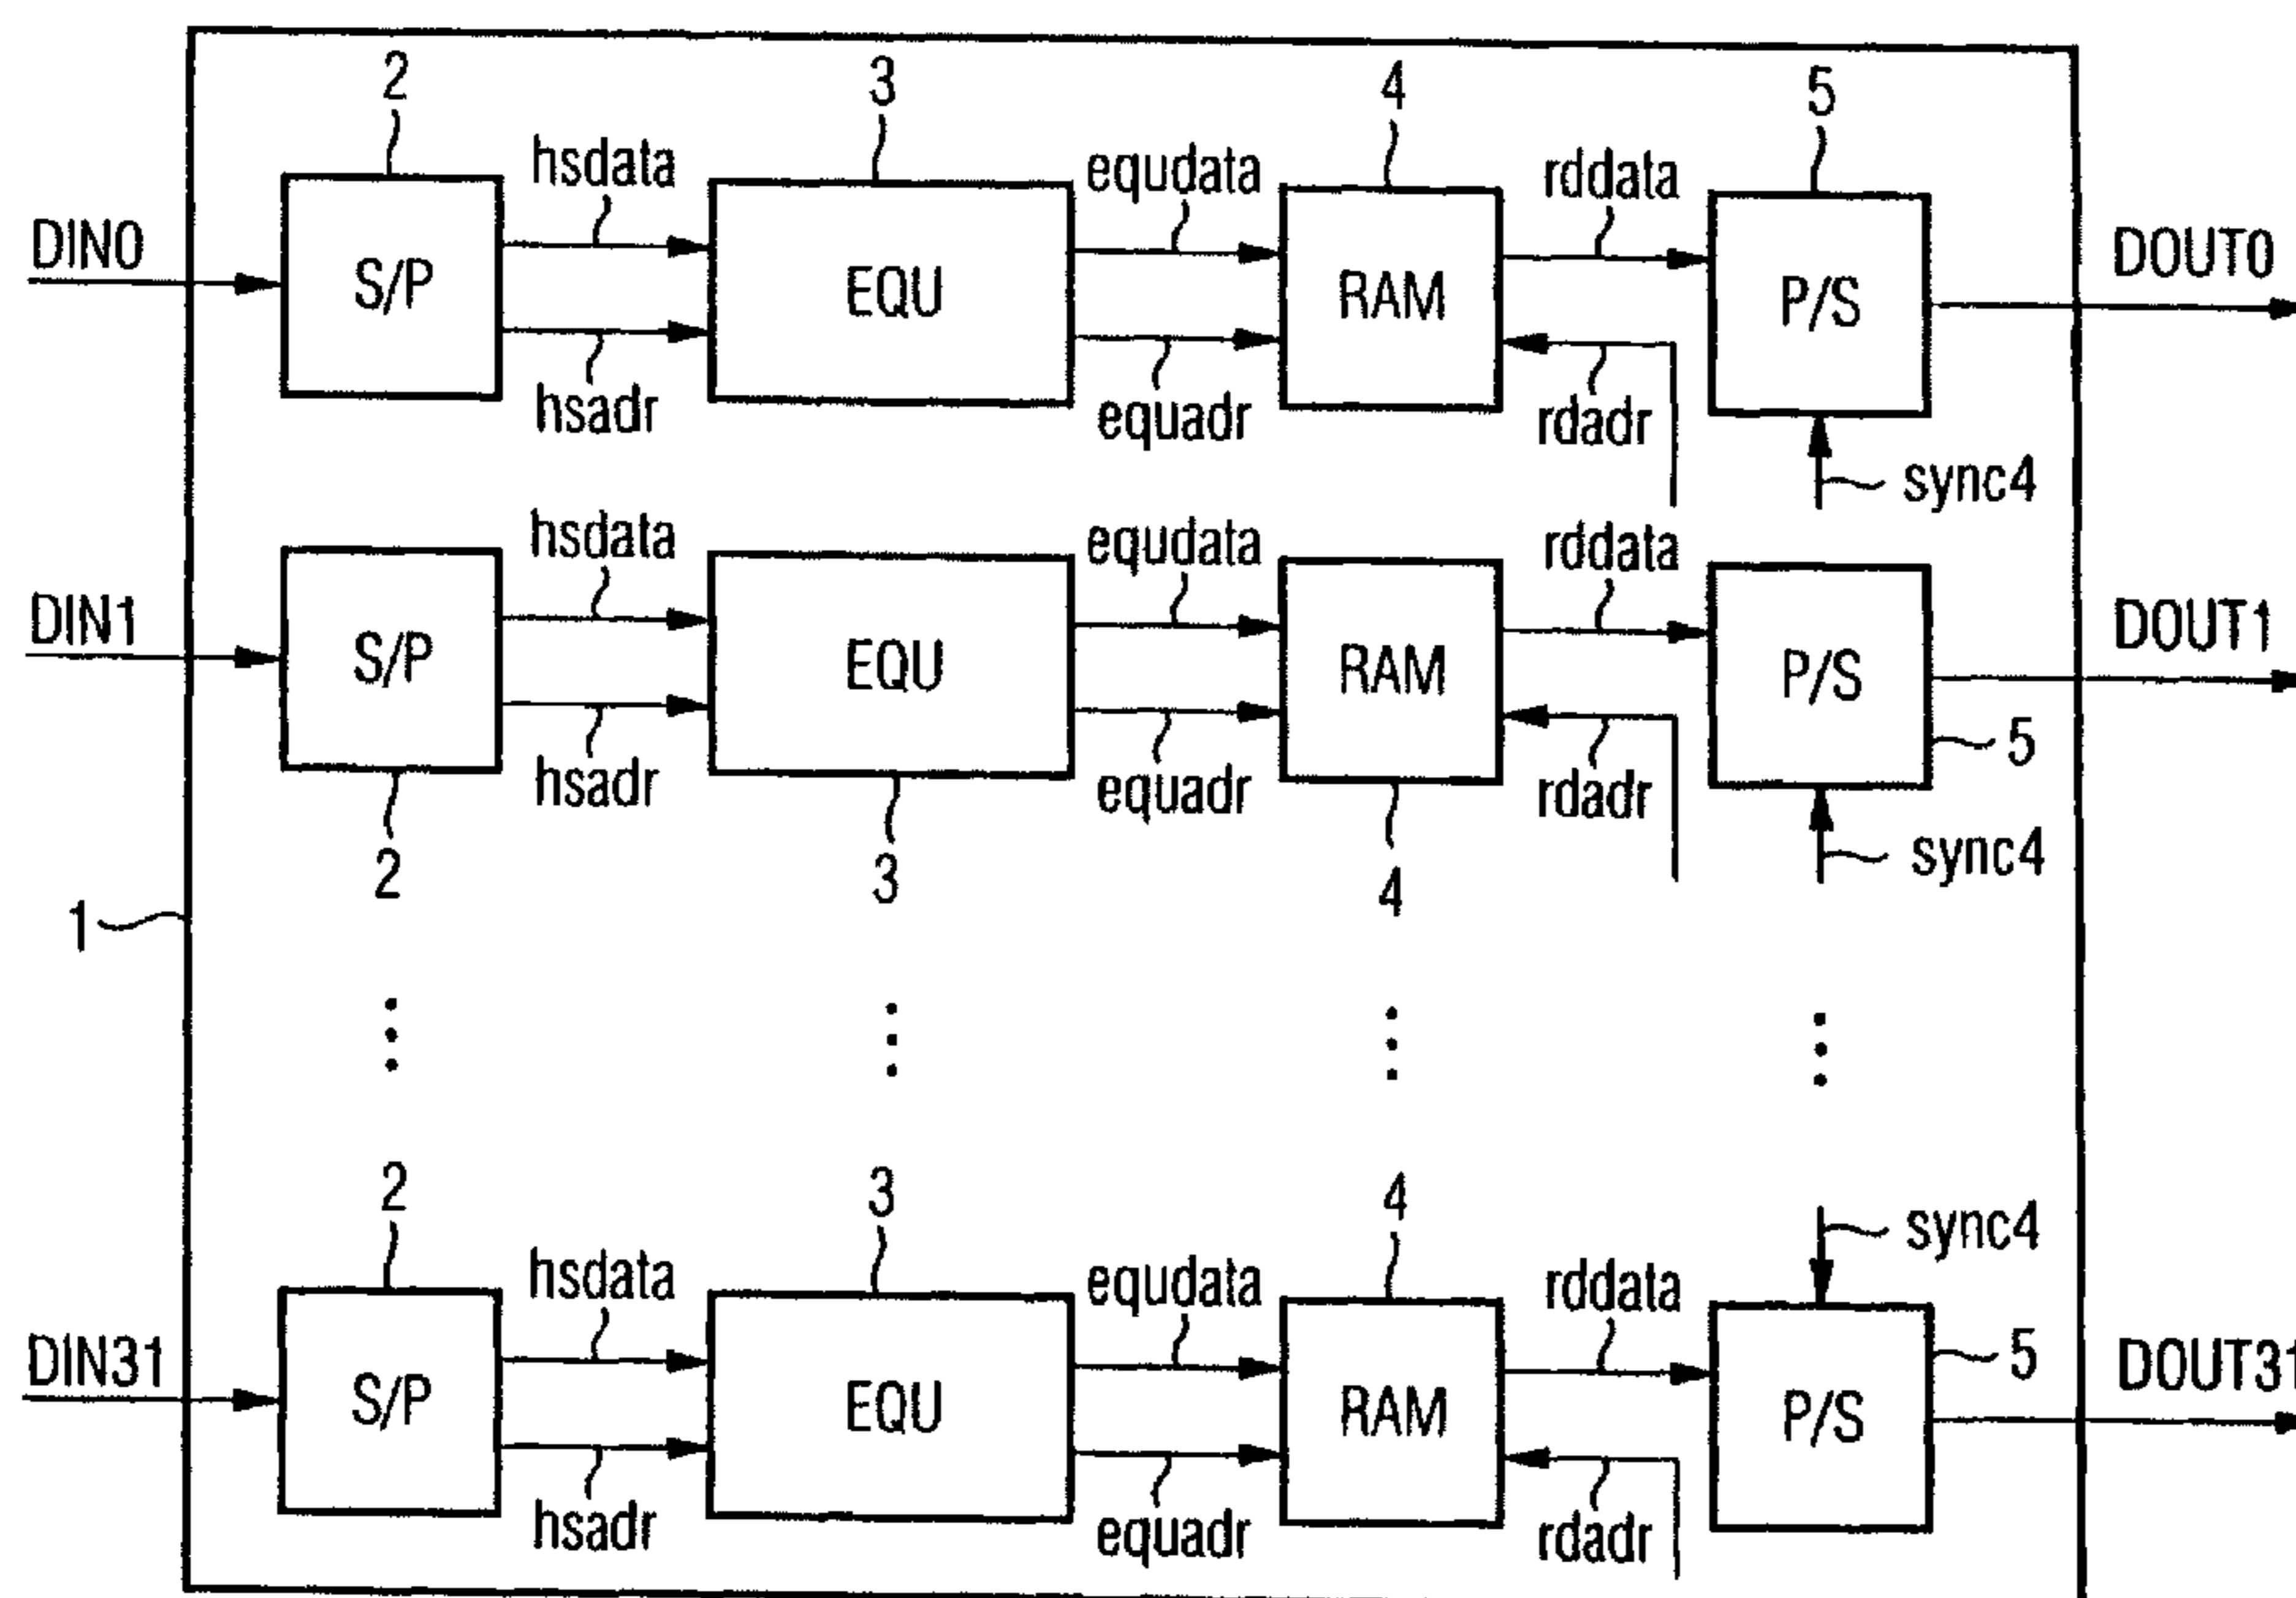 2 3 4 5
hsdata equdata rddata
DIN0 S/P EQU RAM P/S DOUT0
hsadr equadr rdadr
sync4
hsdata equdata rddata
DIN1 S/P EQU RAM P/S DOUT1
5
hsadr equadr rdadr
sync4
2 3 4
1
2 3 4
sync4
hsdata equdata rddata
5
DIN31 S/P EQU RAM P/S DOUT31
hsadr equadr rdadr